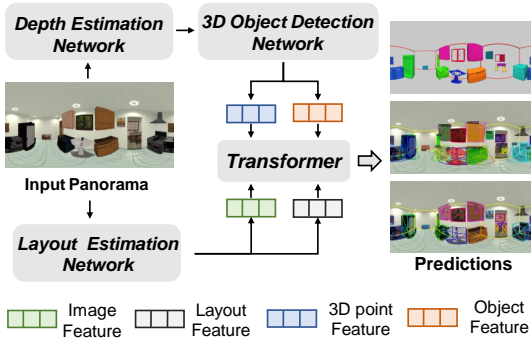 Depth Estimation
Network
3D Object Detection
Network
Input Panorama
Transformer
Layout Estimation
Network
Predictions
Image
Feature
Layout
Feature
3D point
Feature
Object
Feature